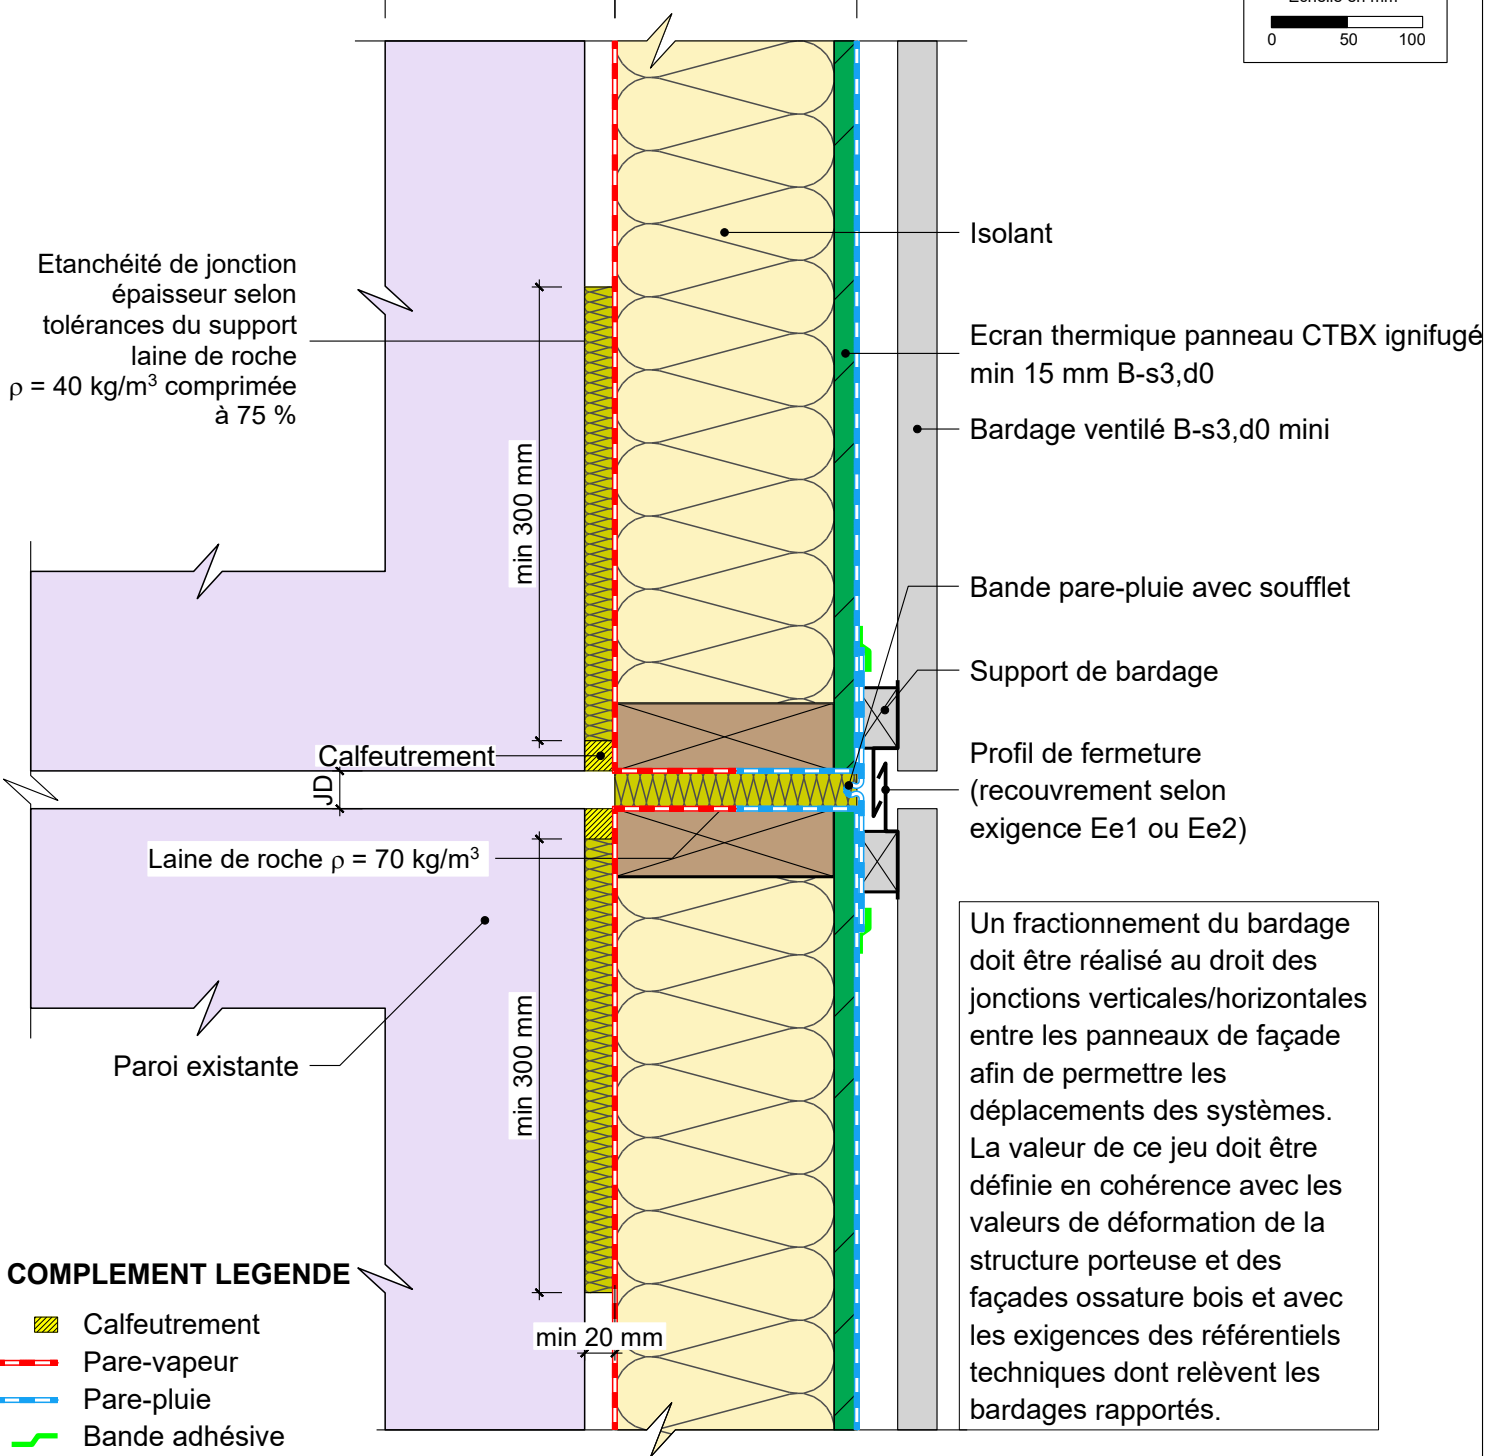 Echelle en mm
0 50 100
Etanchéité de jonction
épaisseur selon
tolérances du support
laine de roche
ρ = 40 kg/m³ comprimée
à 75 %
Isolant
Ecran thermique panneau CTBX ignifugé
min 15 mm B-s3,d0
Bardage ventilé B-s3,d0 mini
min 300 mm
Bande pare-pluie avec soufflet
Support de bardage
Calfeutrement
JD
Profil de fermeture
(recouvrement selon
exigence Ee1 ou Ee2)
Laine de roche ρ = 70 kg/m³
Paroi existante
min 300 mm
Un fractionnement du bardage
doit être réalisé au droit des
jonctions verticales/horizontales
entre les panneaux de façade
afin de permettre les
déplacements des systèmes.
La valeur de ce jeu doit être
définie en cohérence avec les
valeurs de déformation de la
structure porteuse et des
façades ossature bois et avec
les exigences des référentiels
techniques dont relèvent les
bardages rapportés.
min 20 mm
COMPLEMENT LEGENDE
Calfeutrement
Pare-vapeur
Pare-pluie
Bande adhésive